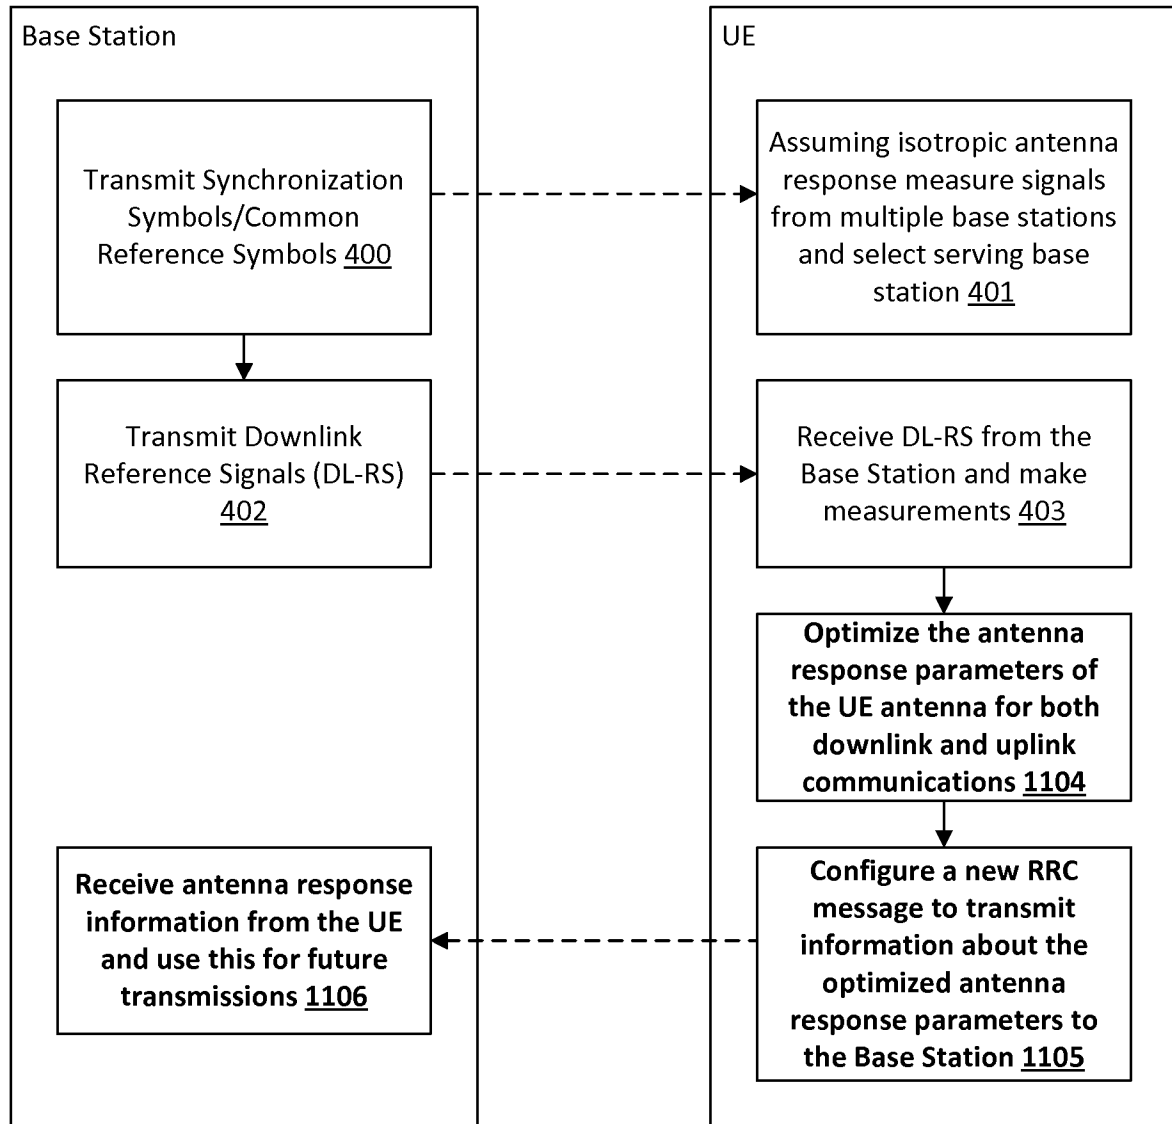 Base Station
UE
Transmit Synchronization
Symbols/Common
Reference Symbols 400
Assuming isotropic antenna
response measure signals
from multiple base stations
and select serving base
station 401
Transmit Downlink
Reference Signals (DL-RS)
402
Receive DL-RS from the
Base Station and make
measurements 403
Optimize the antenna
response parameters of
the UE antenna for both
downlink and uplink
communications 1104
Receive antenna response
information from the UE
and use this for future
transmissions 1106
Configure a new RRC
message to transmit
information about the
optimized antenna
response parameters to
the Base Station 1105